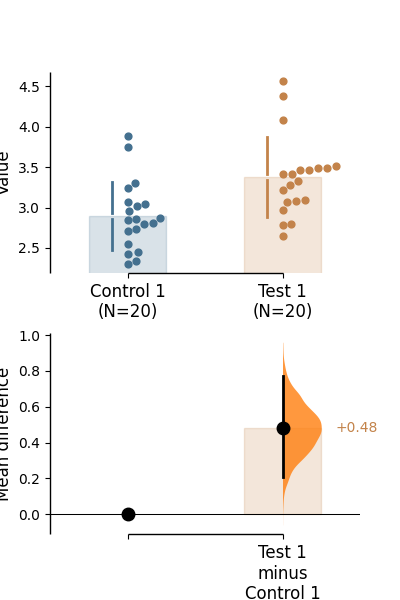 Value
4.5
4.0
3.5
3.0
2.5
Control 1
(N=20)
Test 1
(N=20)
Mean difference
1.0
0.8
0.6
0.4
0.2
0.0
+0.48
Test 1
minus
Control 1